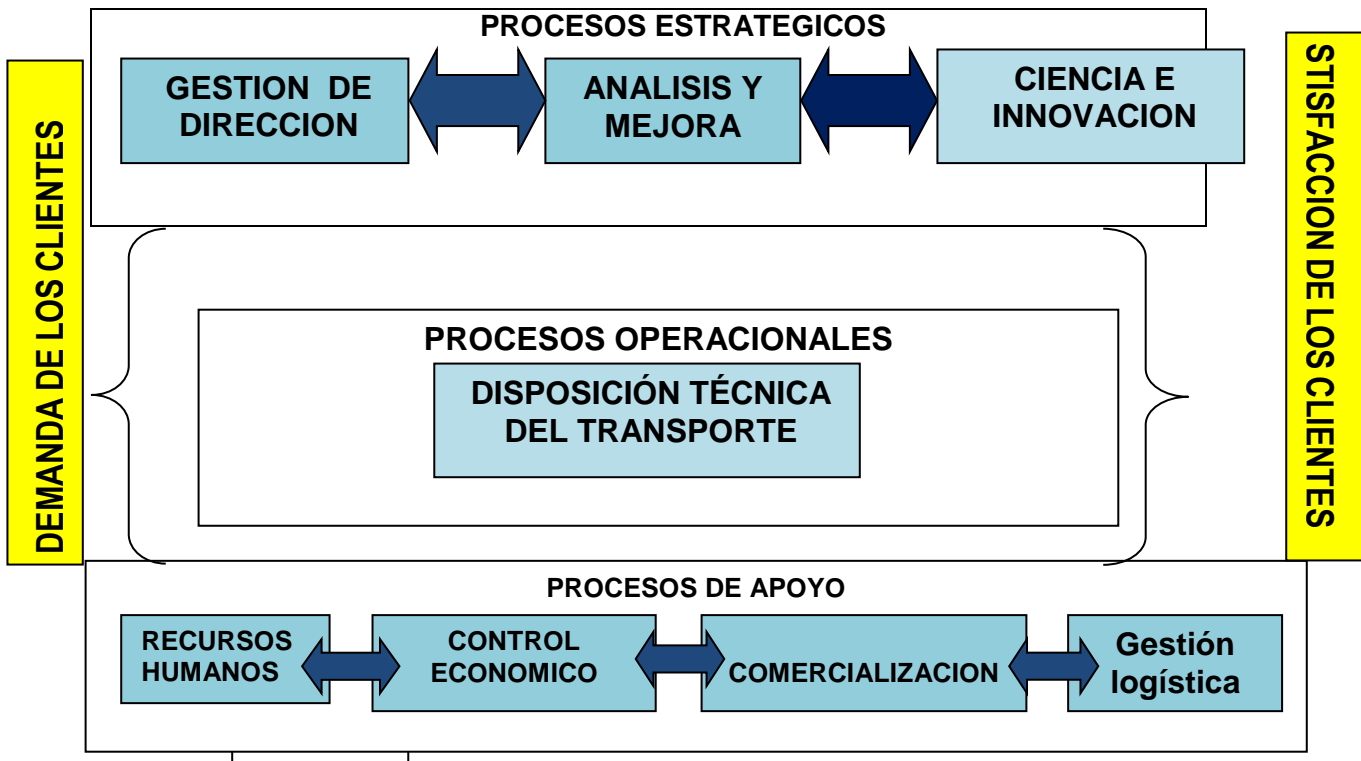 PROCESOS ESTRATEGICOS
GESTION DE
DIRECCION
ANALISIS Y
MEJORA
CIENCIA E
INNOVACION
DEMANDA DE LOS CLIENTES
STISFACCION DE LOS CLIENTES
PROCESOS OPERACIONALES
DISPOSICIÓN TÉCNICA
DEL TRANSPORTE
PROCESOS DE APOYO
RECURSOS
HUMANOS
CONTROL
ECONOMICO
COMERCIALIZACION
Gestión
logística